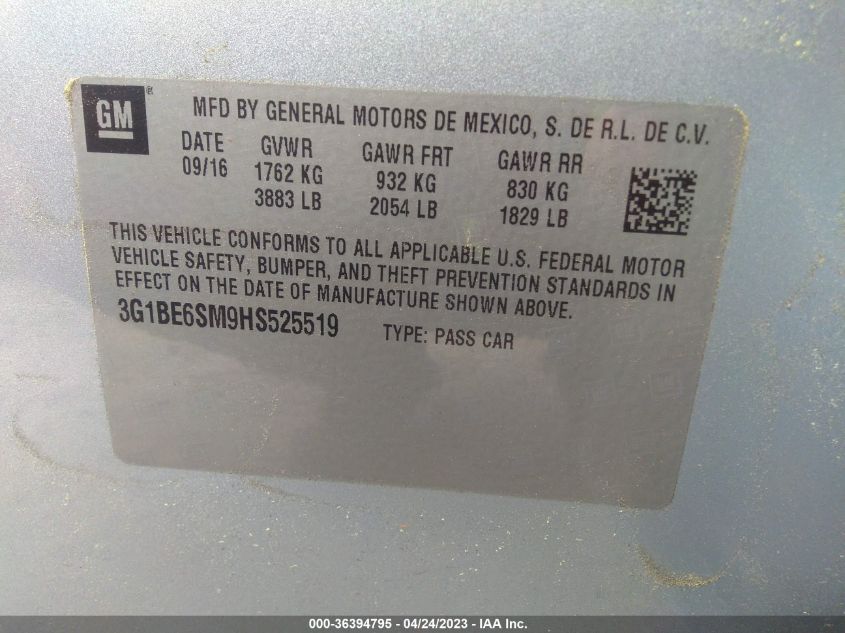 GM ® MFD BY GENERAL MOTORS DE MEXICO, S. DE R.L. DE C.V.
DATE GVWR GAWR FRT GAWR RR
09/16 1762 KG 932 KG 830 KG
3883 LB 2054 LB 1829 LB
THIS VEHICLE CONFORMS TO ALL APPLICABLE U.S. FEDERAL MOTOR
VEHICLE SAFETY, BUMPER, AND THEFT PREVENTION STANDARDS IN
EFFECT ON THE DATE OF MANUFACTURE SHOWN ABOVE.
3G1BE6SM9HS525519 TYPE: PASS CAR
000-36394795 - 04/24/2023 - IAA Inc.